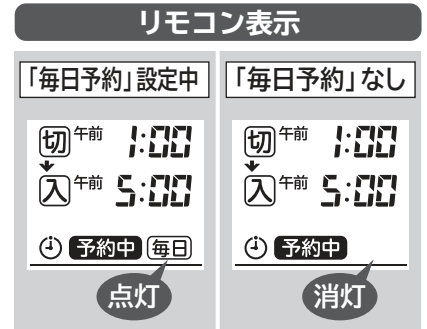 リモコン表示
「毎日予約」設定中
切 午前 1:00
入 午前 5:00
予約中 毎日
点灯
「毎日予約」なし
切 午前 1:00
入 午前 5:00
予約中
消灯